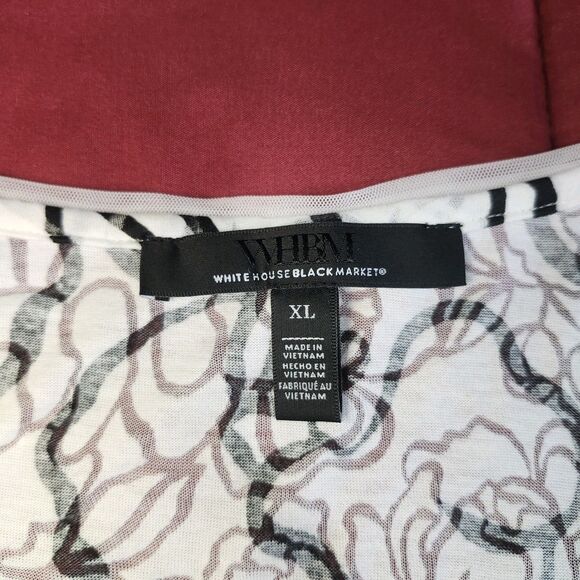 WHBM
WHITE HOUSE BLACK MARKET®
XL
MADE IN
VIETNAM
HECHO EN
VIETNAM
FABRIQUÉ AU
VIETNAM